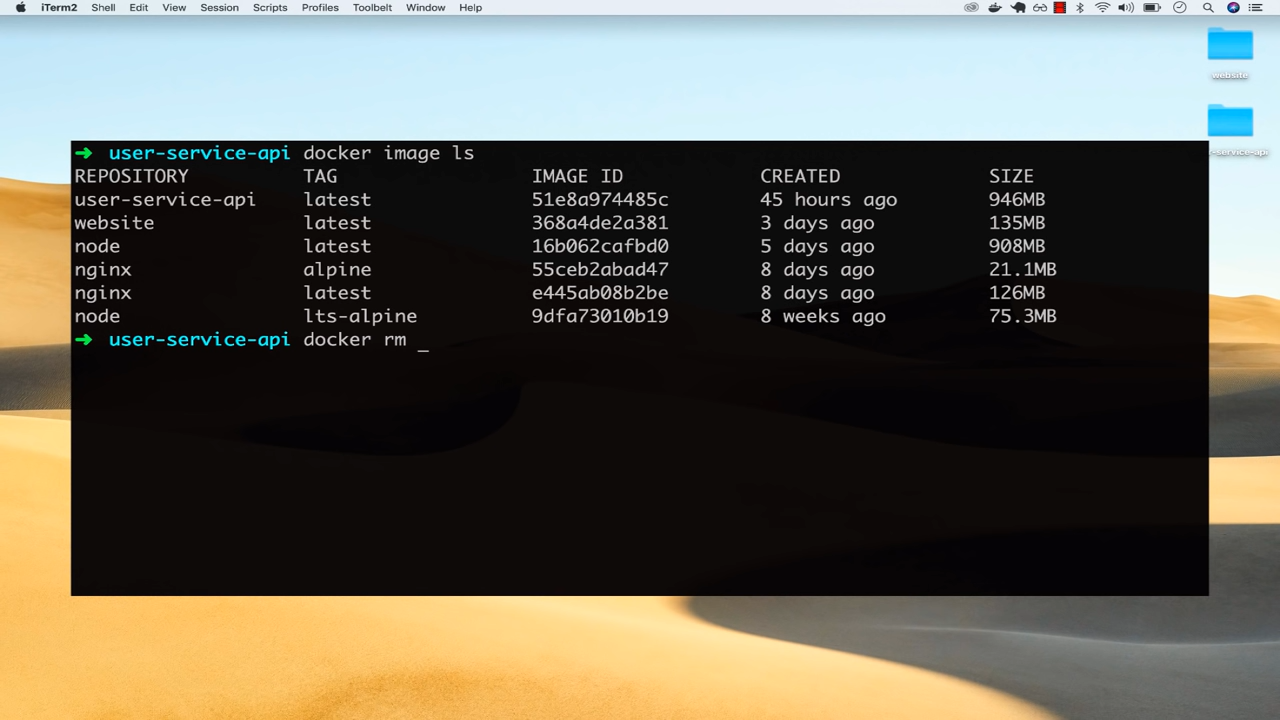 iTerm2 Shell Edit View Session Scripts Profiles Toolbelt Window Help
website
-service-api
➜ user-service-api docker image ls
REPOSITORY TAG IMAGE ID CREATED SIZE
user-service-api latest 51e8a974485c 45 hours ago 946MB
website latest 368a4de2a381 3 days ago 135MB
node latest 16b062cafbd0 5 days ago 908MB
nginx alpine 55ceb2abad47 8 days ago 21.1MB
nginx latest e445ab08b2be 8 days ago 126MB
node lts-alpine 9dfa73010b19 8 weeks ago 75.3MB
➜ user-service-api docker rm _